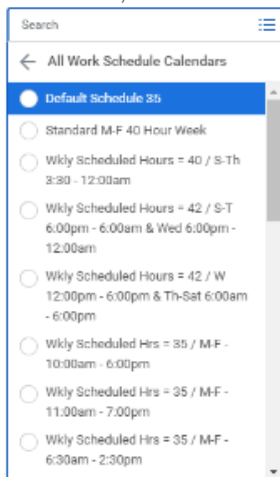 Search
All Work Schedule Calendars
Default Schedule 35
Standard M-F 40 Hour Week
Wkly Scheduled Hours = 40 / S-Th
3:30 - 12:00am
Wkly Scheduled Hours = 42 / S-T
6:00pm - 6:00am & Wed 6:00pm -
12:00am
Wkly Scheduled Hours = 42 / W
12:00pm - 6:00pm & Th-Sat 6:00am
- 6:00pm
Wkly Scheduled Hrs = 35 / M-F -
10:00am - 6:00pm
Wkly Scheduled Hrs = 35 / M-F -
11:00am - 7:00pm
Wkly Scheduled Hrs = 35 / M-F -
6:30am - 2:30pm